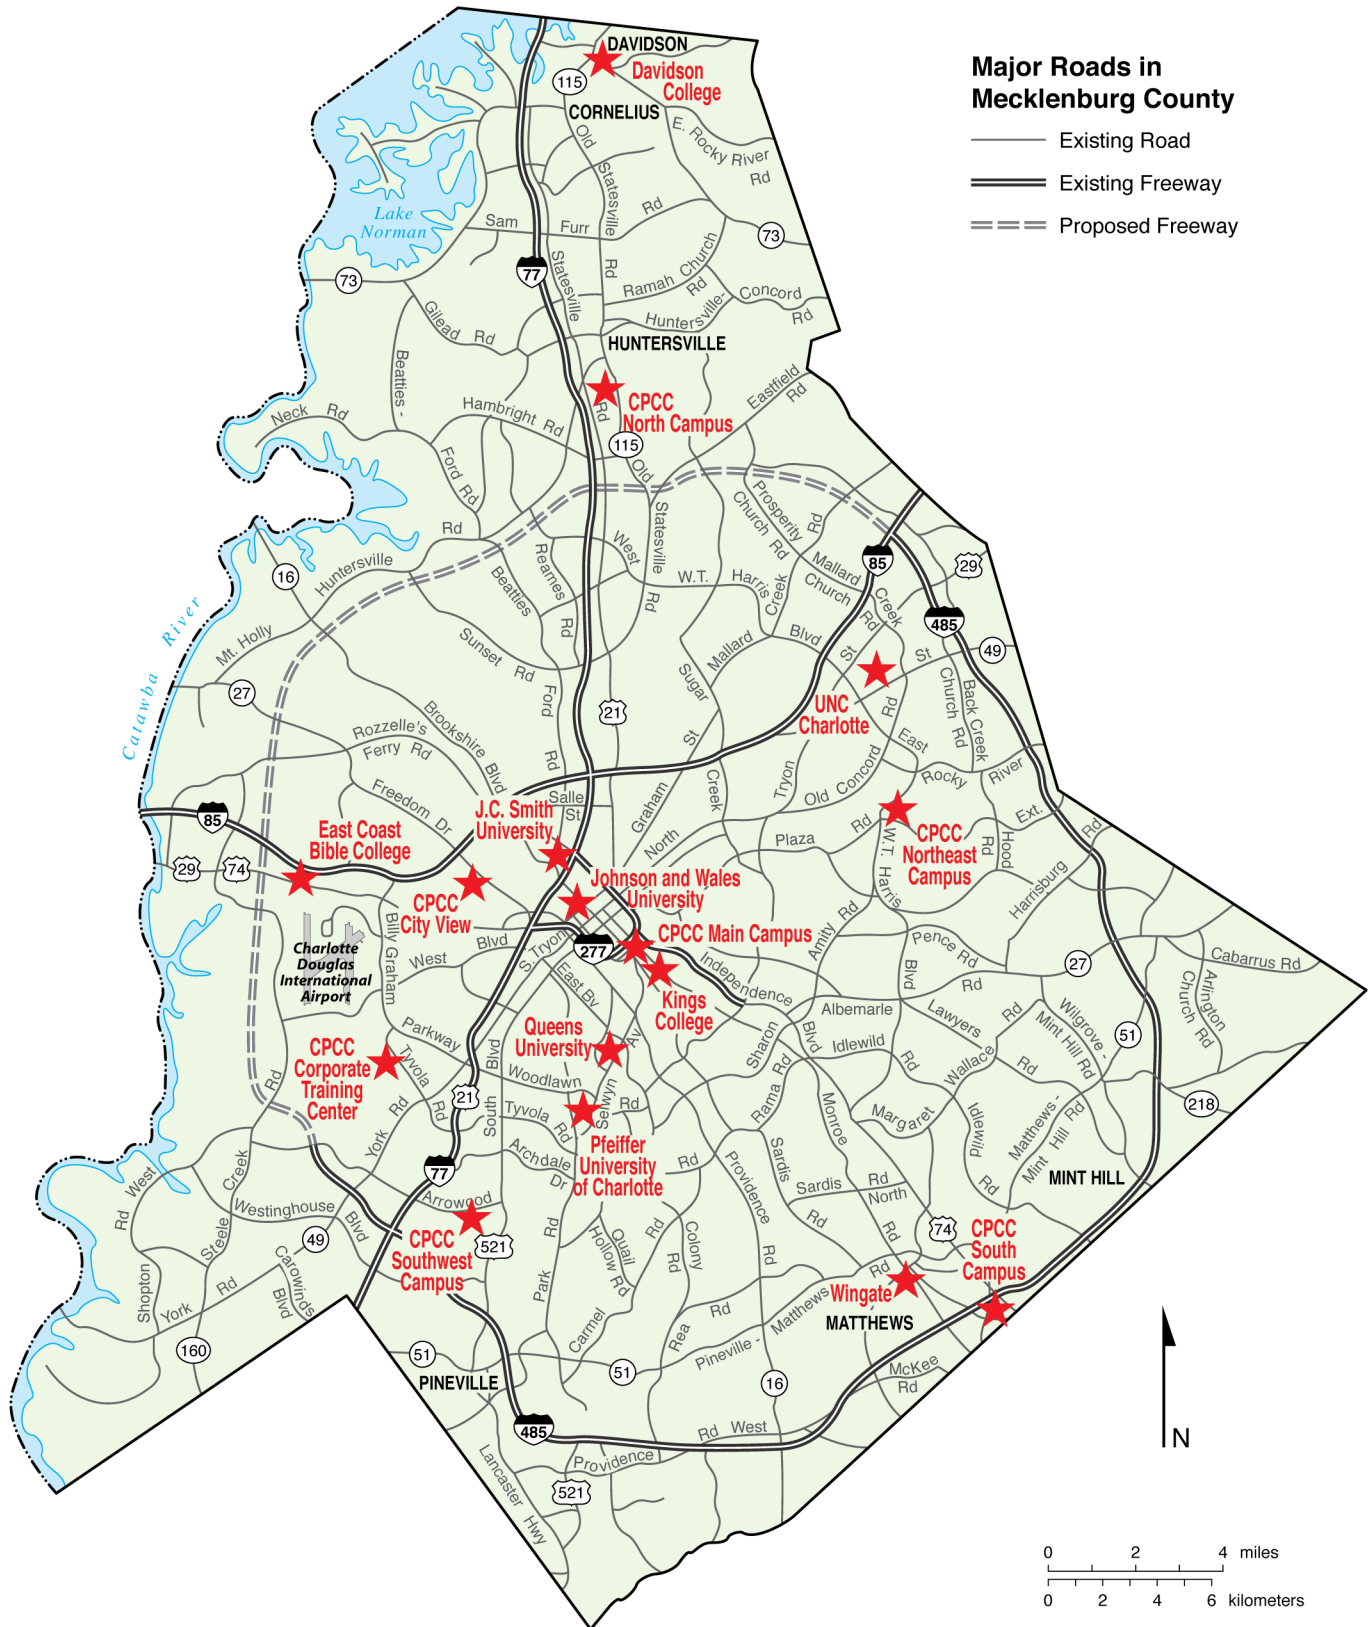 Major Roads in
Mecklenburg County
Existing Road
Existing Freeway
Proposed Freeway
DAVIDSON
Davidson
College
115
CORNELIUS
E. Rocky River
Rd
Old
Statesville
Rd
Lake
Norman
Sam
Furr
Rd
73
73
77
Statesville
Ramah Church
Rd
Huntersville-
Concord
Rd
Gilead
Rd
HUNTERSVILLE
Beatties -
Eastfield
Rd
CPCC
North Campus
Rd
Neck
Rd
Hambright
Rd
115
Ford Rd
Old
Statesville
Rd
Prosperity
Church Rd
Rd
Rd
Huntersville
16
Reames
Rd
Beatties
West
W.T.
Harris
Creek
Mallard
Church
Creek
Rd
85
29
485
Catawba
River
Mt. Holly
27
Sunset
Rd
Ford
Rd
Sugar
Mallard
Blvd
St
St
49
Back Creek
Church Rd
UNC
Charlotte
Rd
21
Rozzelle's
Ferry
Rd
Brookshire
Blvd
St
Creek
Tryon
Old Concord
East
Rocky
River
Ext.
Freedom
Dr
J.C. Smith
University
Salle
St
Graham
North
Plaza
Rd
CPCC
Northeast
Campus
Hood
Rd
Rd
Harrisburg
85
East Coast
Bible College
29
74
W.T. Harris
Blvd
CPCC
City View
Johnson and Wales
University
CPCC Main Campus
Charlotte
Douglas
International
Airport
Billy Graham
West
Blvd
S. Tryon
277
Independence
Kings
College
Amity
Rd
Pence
Rd
Rd
27
Cabarrus Rd
Arlington
Church Rd
East Bv
Albemarle
Lawyers
Rd
Wilgrove -
Mint Hill Rd
51
Parkway
Queens
University
Av
Sharon
Blvd
Idlewild
Rd
Wallace
Rd
CPCC
Corporate
Training
Center
Tyvola
Rd
Blvd
South
Woodlawn
Rd
Selwyn
Rama
Rd
Monroe
Margaret
Idlewild
Rd
Matthews -
Mint Hill
Rd
218
21
York
Rd
Rd
Tyvola
Rd
Pfeiffer
University
of Charlotte
Archdale
Dr
Rd
Providence
Rd
Sardis
Rd
Sardis
Rd
North
Rd
MINT HILL
77
Creek
Steele
West
Rd
Westinghouse
Blvd
49
Arrowood
CPCC
Southwest
Campus
521
Park
Rd
Quail
Hollow Rd
Rd
Carmel
Colony
Rd
74
CPCC
South
Campus
Wingate
MATTHEWS
Shopton
York
Rd
Carowinds
Blvd
160
51
PINEVILLE
51
Rea
Rd
Pineville -
Matthews
Rd
16
McKee
Rd
485
Rd
West
Providence
Lancaster
Hwy
521
N
0
2
4
miles
0
2
4
6
kilometers